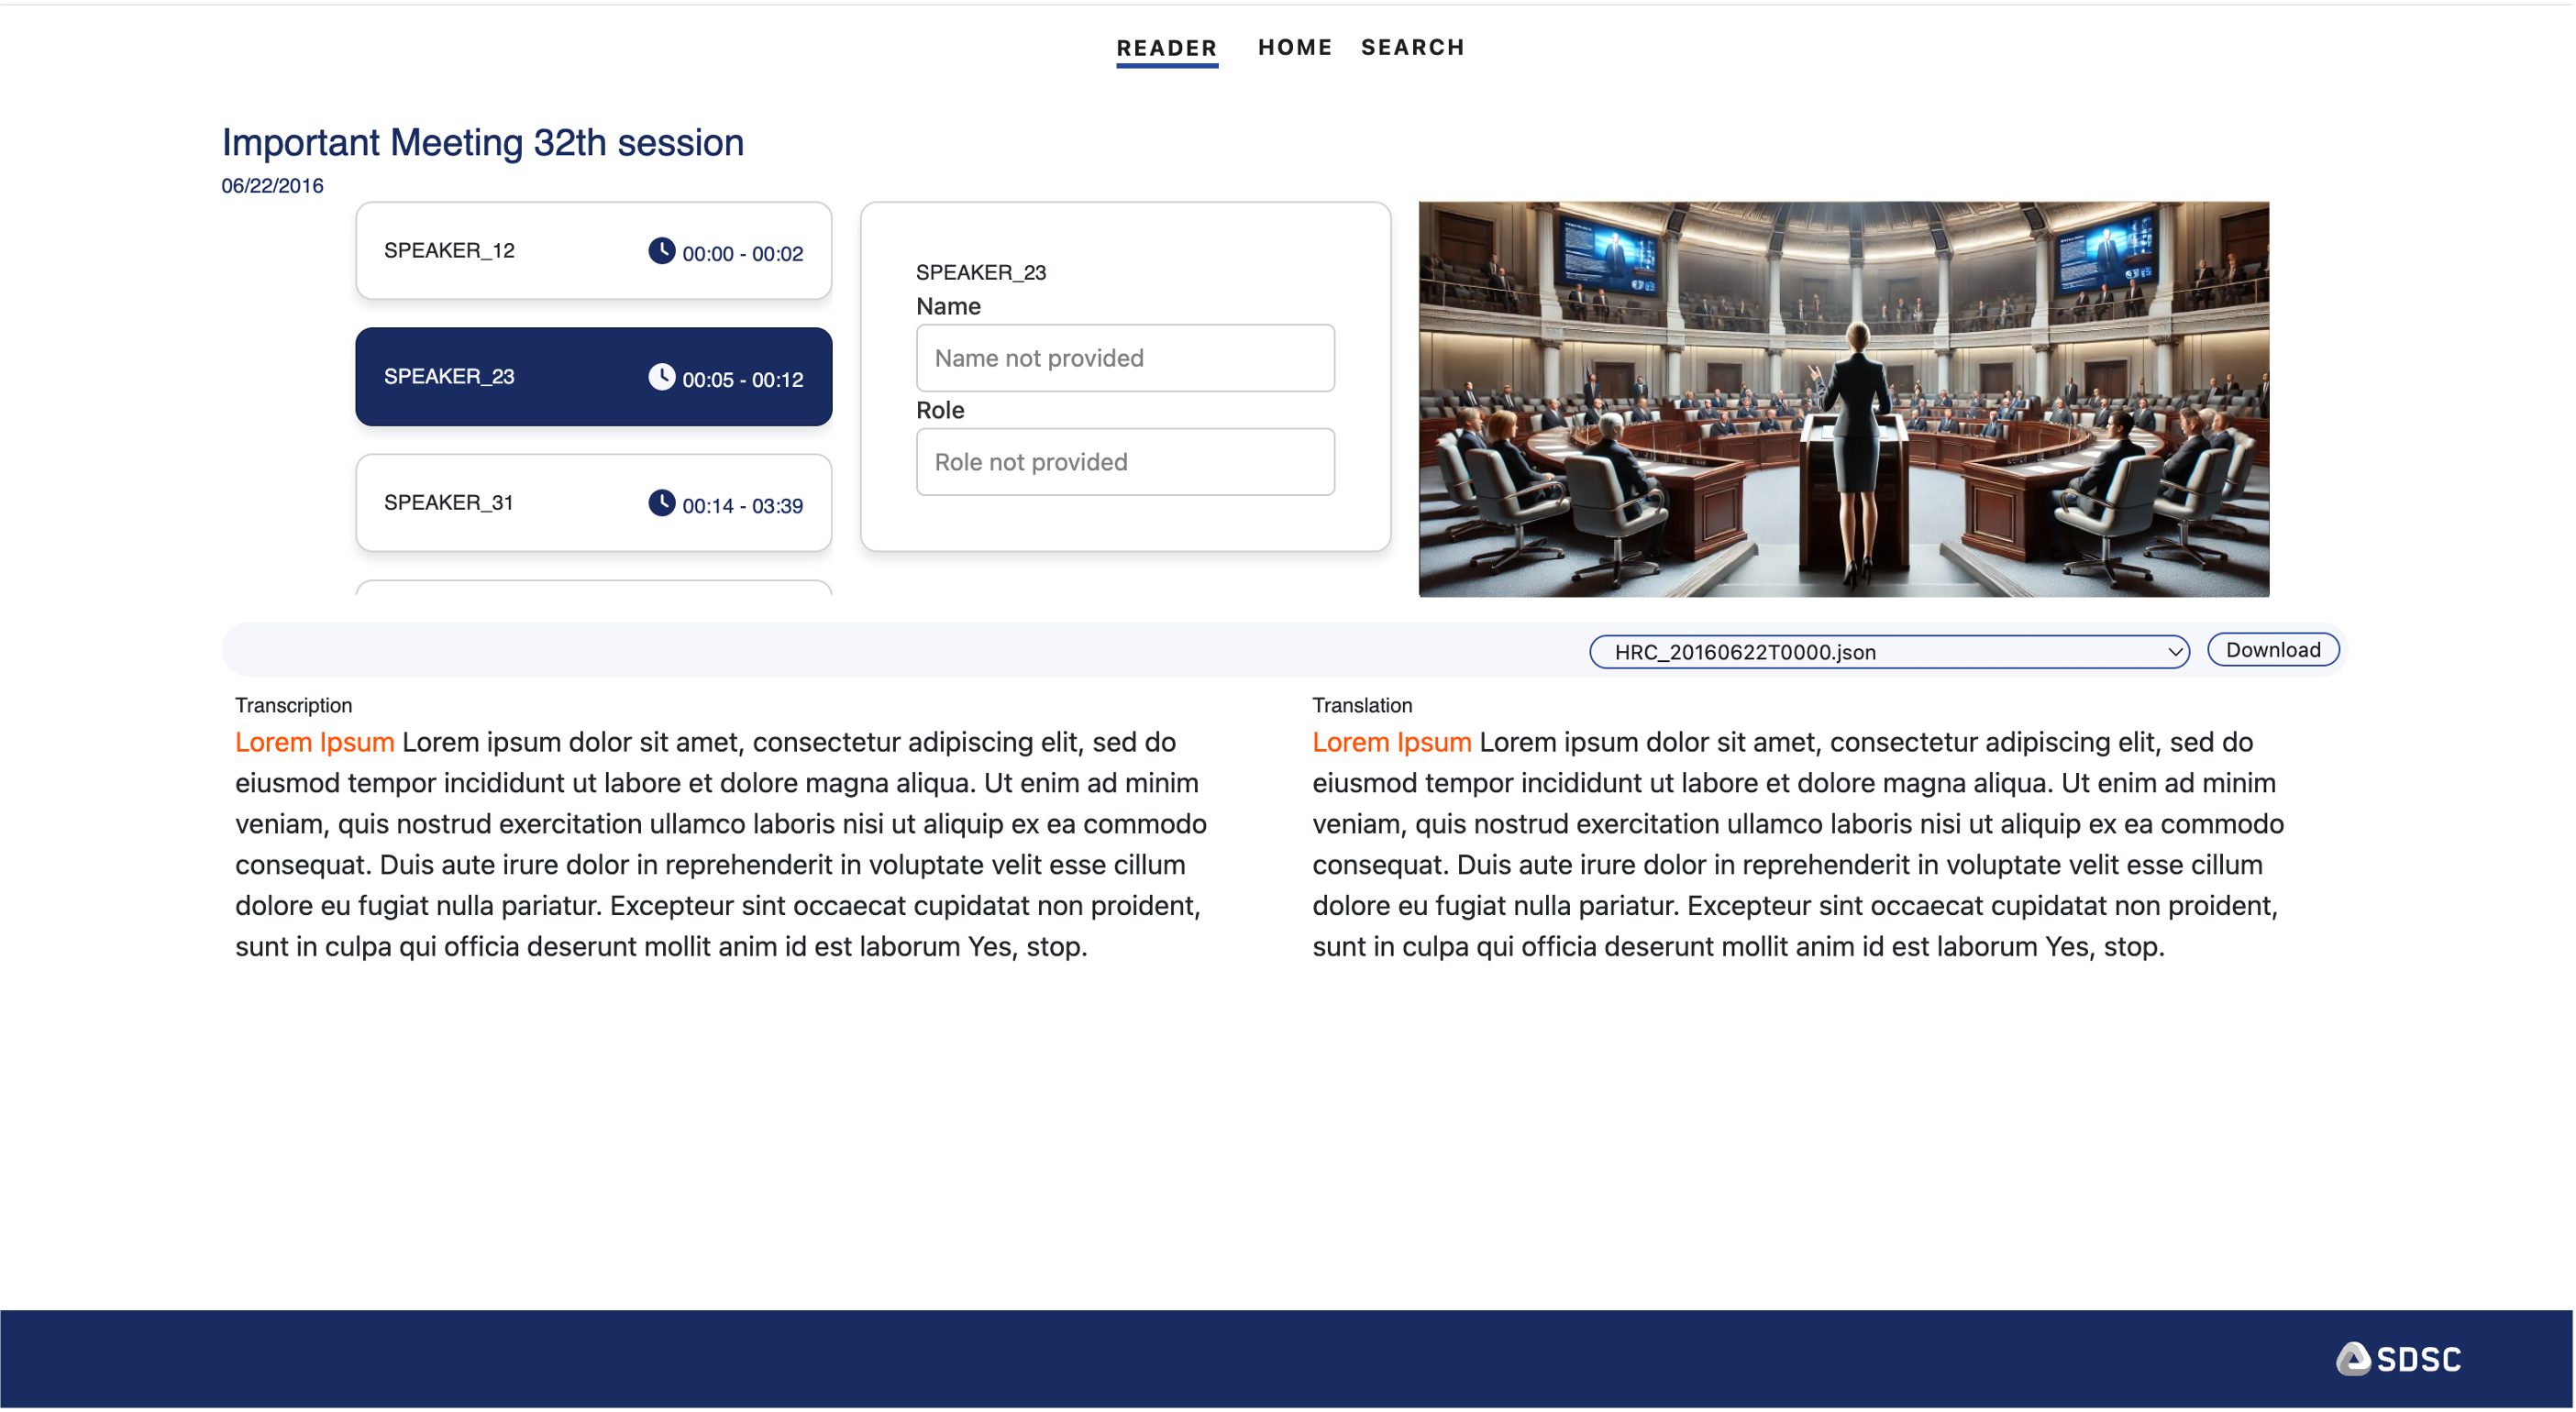 READER HOME SEARCH
Important Meeting 32th session
06/22/2016
SPEAKER_12 00:00 - 00:02
SPEAKER_23 00:05 - 00:12
SPEAKER_31 00:14 - 03:39
SPEAKER_23
Name
Name not provided
Role
Role not provided
HRC_20160622T0000.json Download
Transcription
Lorem Ipsum Lorem ipsum dolor sit amet, consectetur adipiscing elit, sed do
eiusmod tempor incididunt ut labore et dolore magna aliqua. Ut enim ad minim
veniam, quis nostrud exercitation ullamco laboris nisi ut aliquip ex ea commodo
consequat. Duis aute irure dolor in reprehenderit in voluptate velit esse cillum
dolore eu fugiat nulla pariatur. Excepteur sint occaecat cupidatat non proident,
sunt in culpa qui officia deserunt mollit anim id est laborum Yes, stop.
Translation
Lorem Ipsum Lorem ipsum dolor sit amet, consectetur adipiscing elit, sed do
eiusmod tempor incididunt ut labore et dolore magna aliqua. Ut enim ad minim
veniam, quis nostrud exercitation ullamco laboris nisi ut aliquip ex ea commodo
consequat. Duis aute irure dolor in reprehenderit in voluptate velit esse cillum
dolore eu fugiat nulla pariatur. Excepteur sint occaecat cupidatat non proident,
sunt in culpa qui officia deserunt mollit anim id est laborum Yes, stop.
SDSC